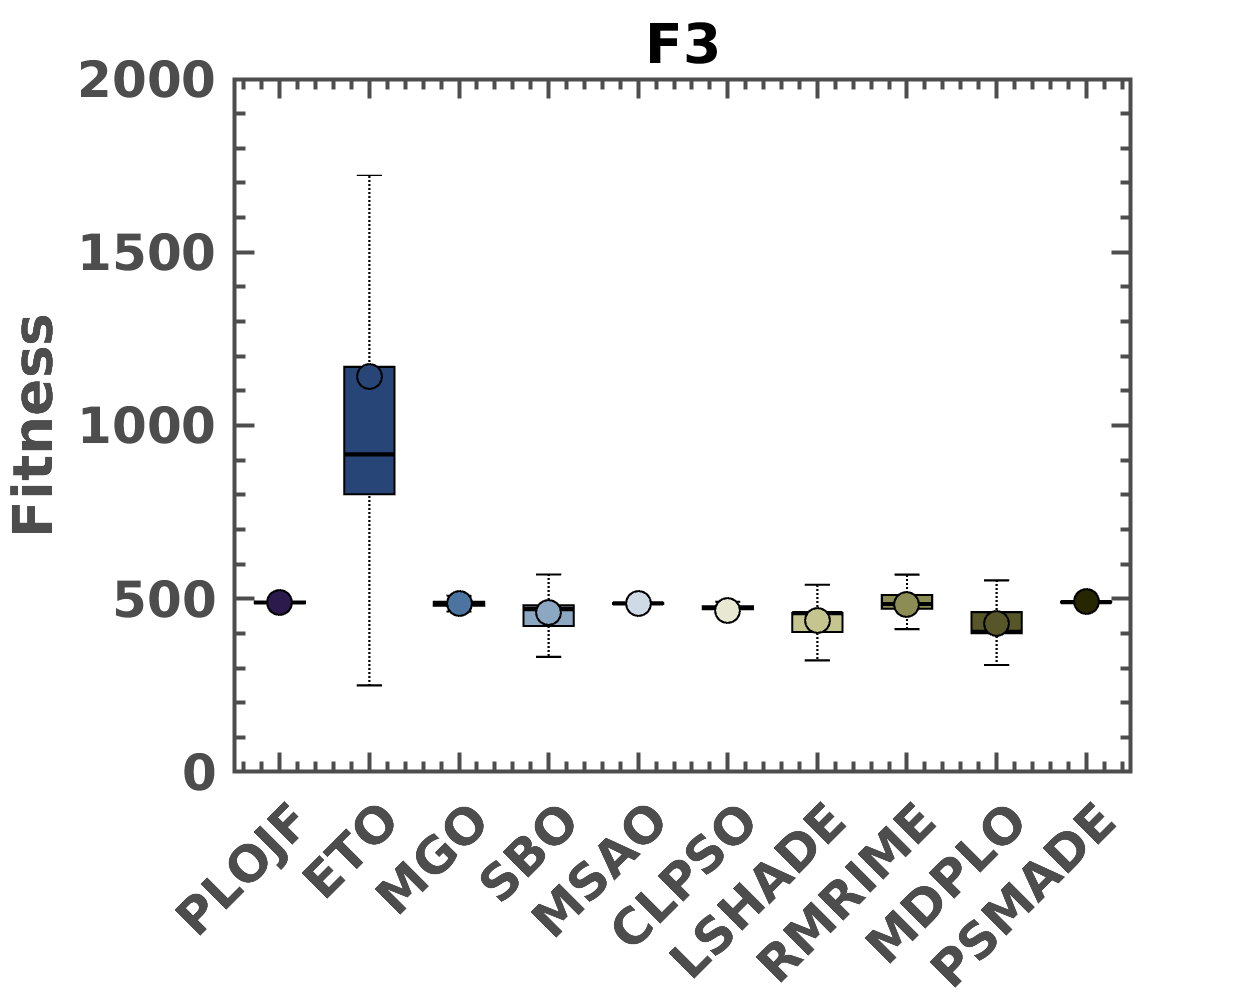 F3
2000
1500
1000
500
0
Fitness
PLOJF
ETO
MGO
SBO
MSAO
CLPSO
LSHADE
RMRIME
MDPLO
PSMADE